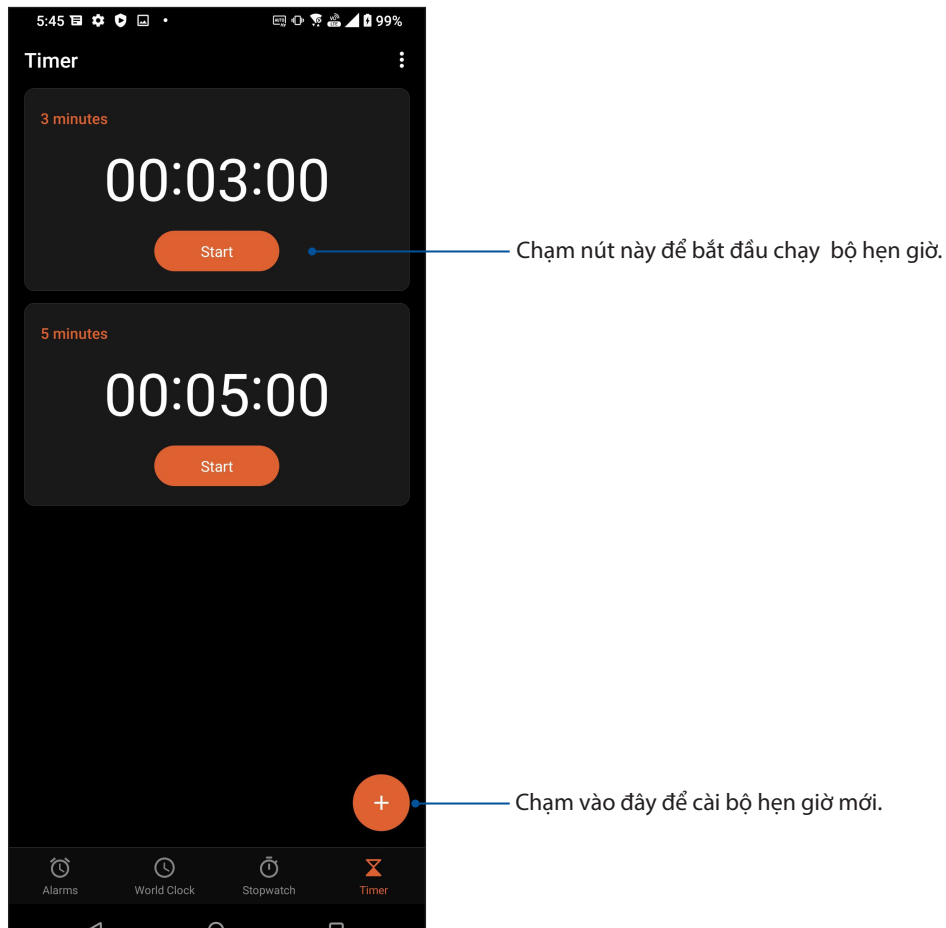 5:45 99%
Timer
3 minutes
00:03:00
Start
Chạm nút này để bắt đầu chạy bộ hẹn giờ.
5 minutes
00:05:00
Start
+
Chạm vào đây để cài bộ hẹn giờ mới.
Alarms World Clock Stopwatch Timer